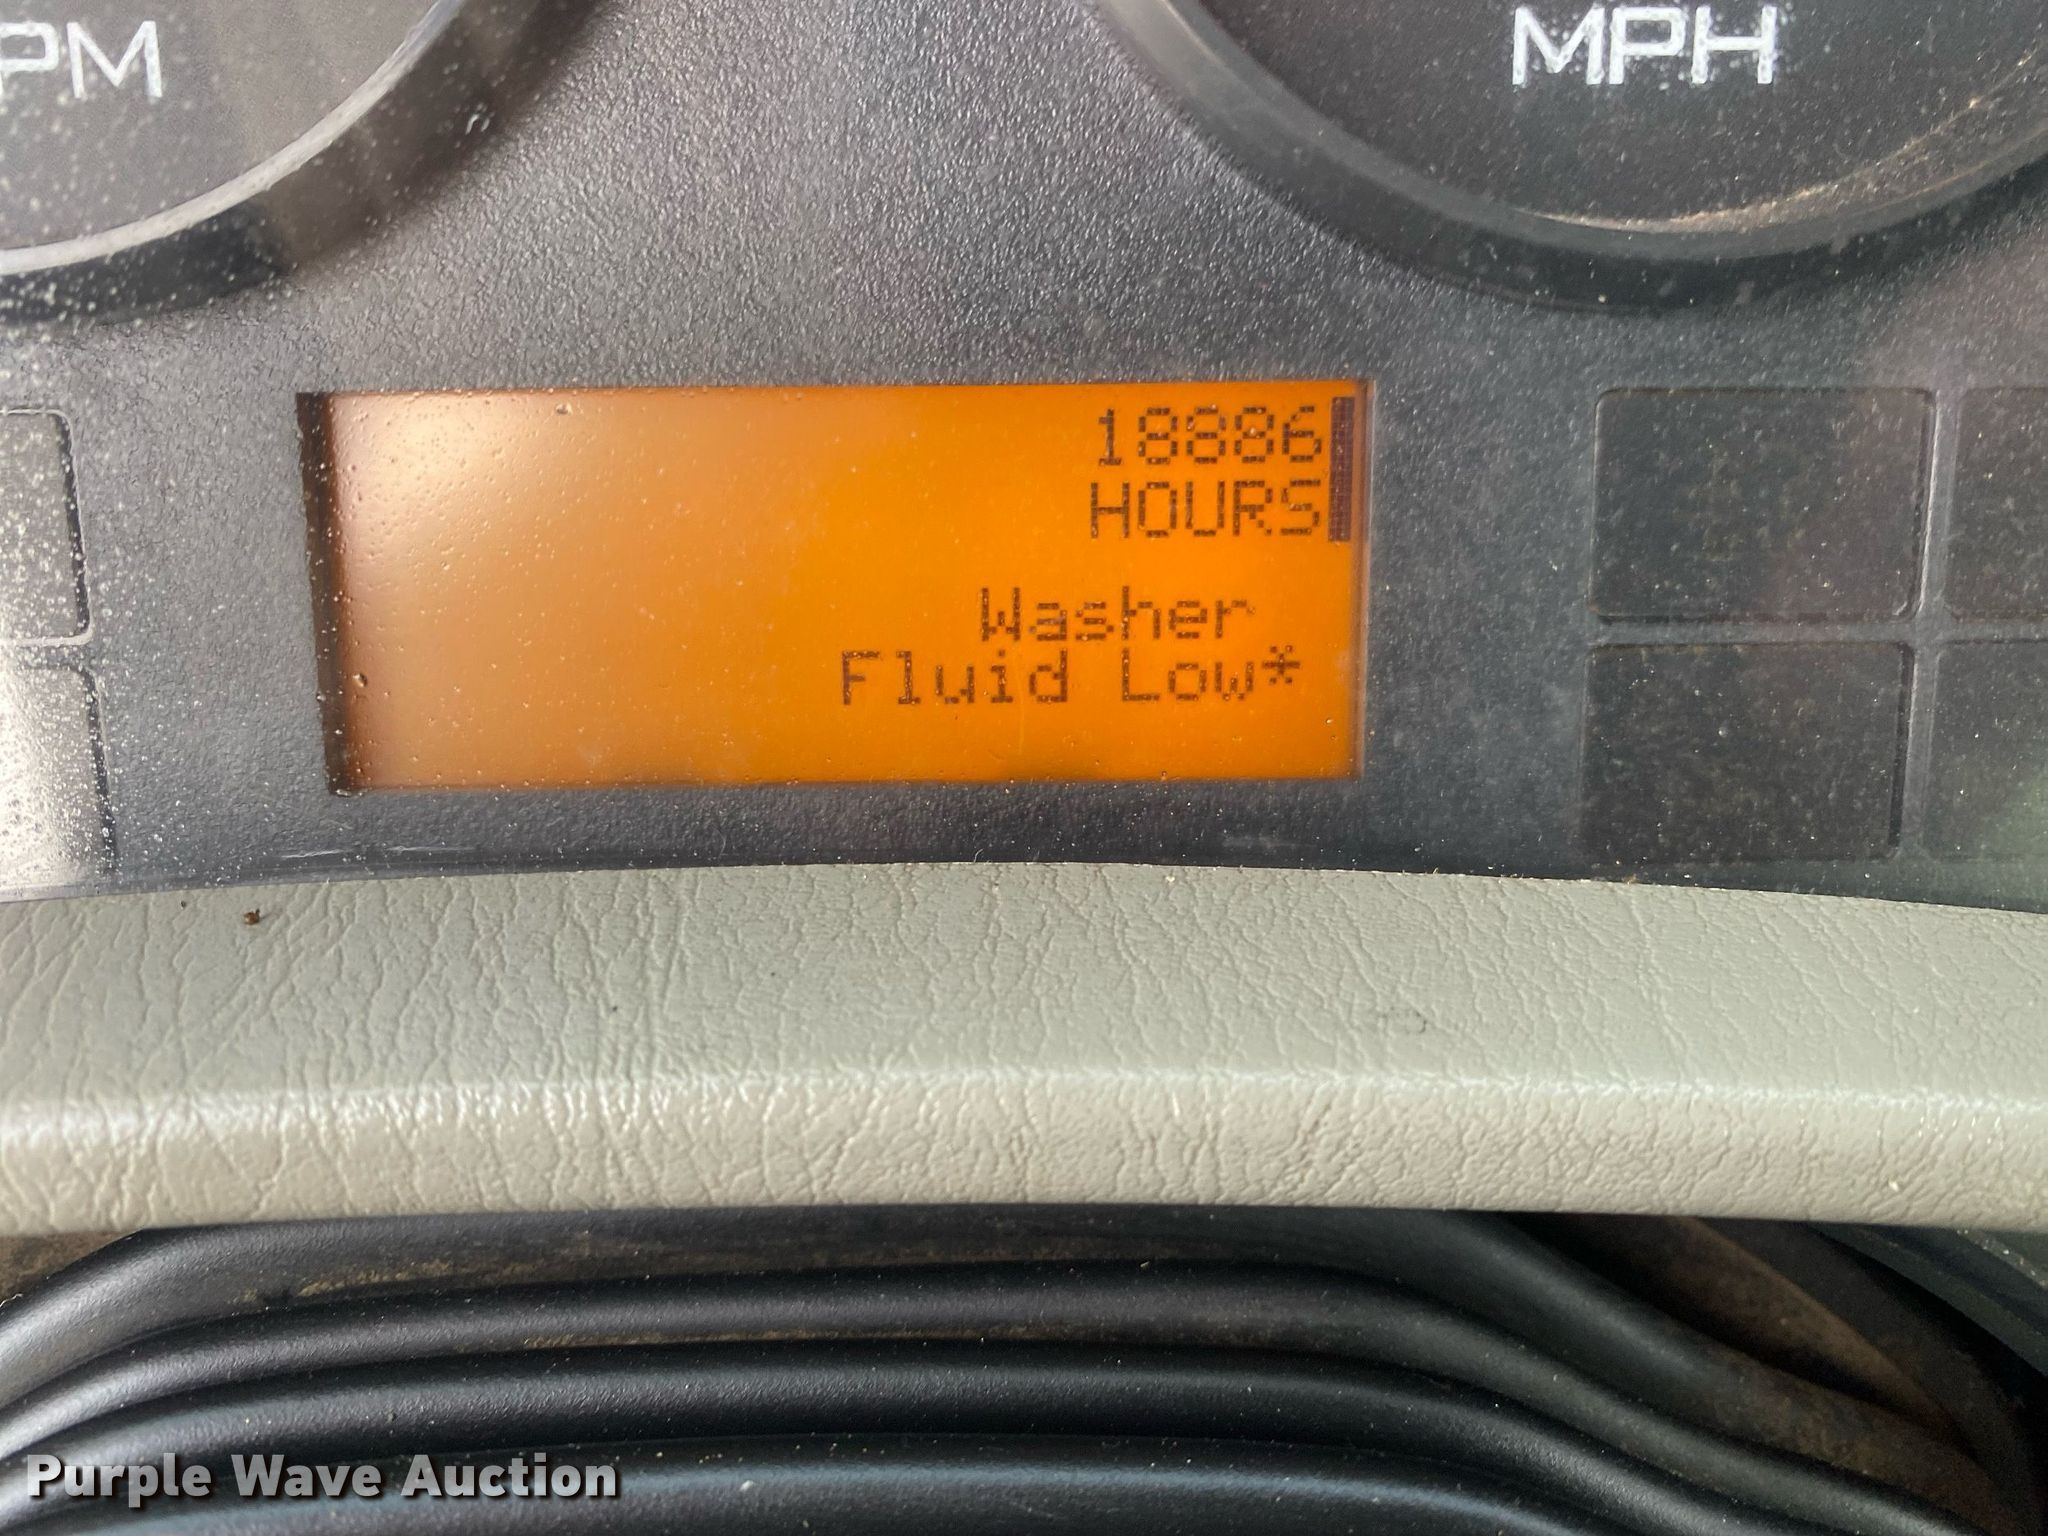 PM
MPH
18886
HOURS
Washer
Fluid Low*
Purple Wave Auction